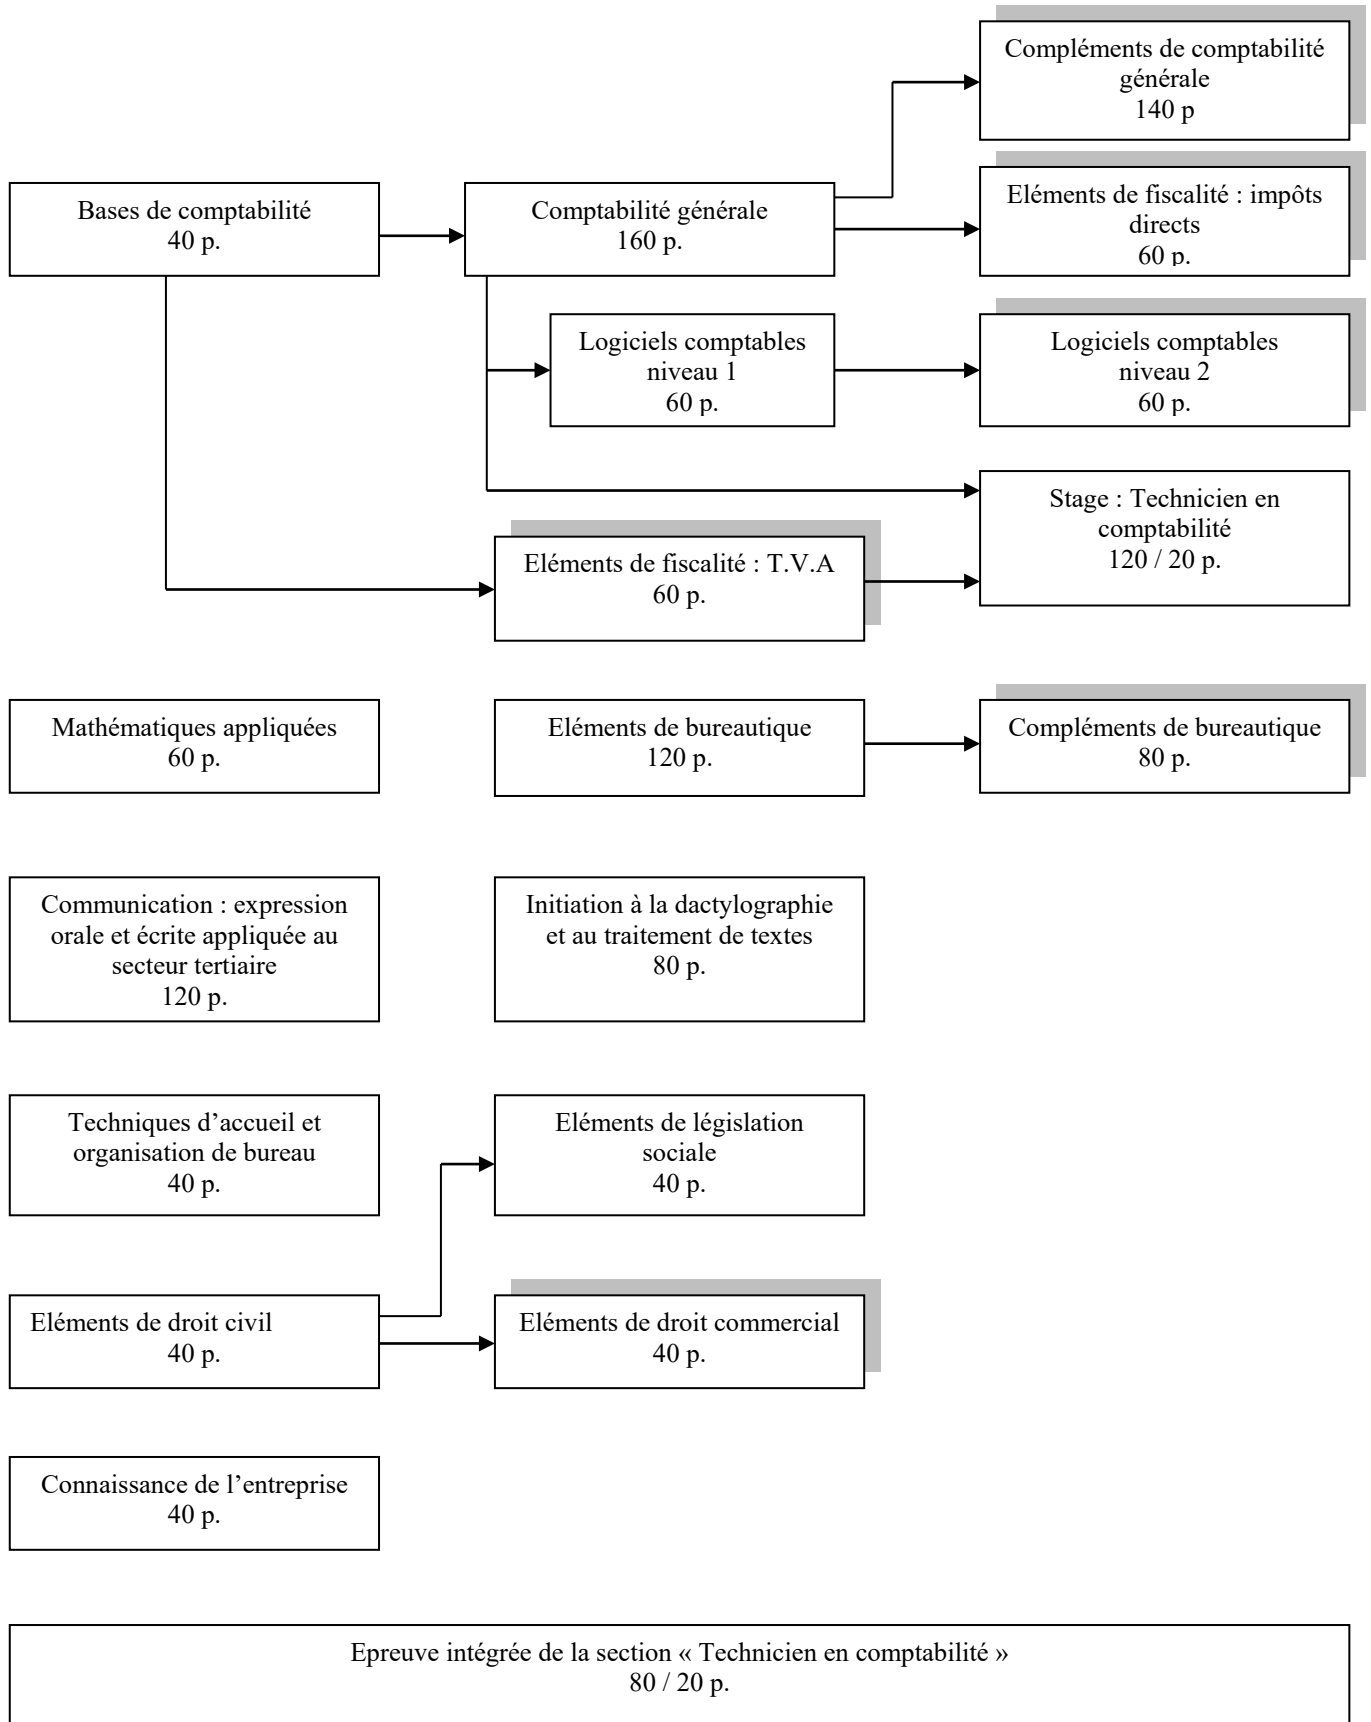 Compléments de comptabilité
générale
140 p
Bases de comptabilité
40 p.
Comptabilité générale
160 p.
Eléments de fiscalité : impôts
directs
60 p.
Logiciels comptables
niveau 1
60 p.
Logiciels comptables
niveau 2
60 p.
Stage : Technicien en
comptabilité
120 / 20 p.
Eléments de fiscalité : T.V.A
60 p.
Mathématiques appliquées
60 p.
Eléments de bureautique
120 p.
Compléments de bureautique
80 p.
Communication : expression
orale et écrite appliquée au
secteur tertiaire
120 p.
Initiation à la dactylographie
et au traitement de textes
80 p.
Techniques d’accueil et
organisation de bureau
40 p.
Eléments de législation
sociale
40 p.
Eléments de droit civil
40 p.
Eléments de droit commercial
40 p.
Connaissance de l’entreprise
40 p.
Epreuve intégrée de la section « Technicien en comptabilité »
80 / 20 p.